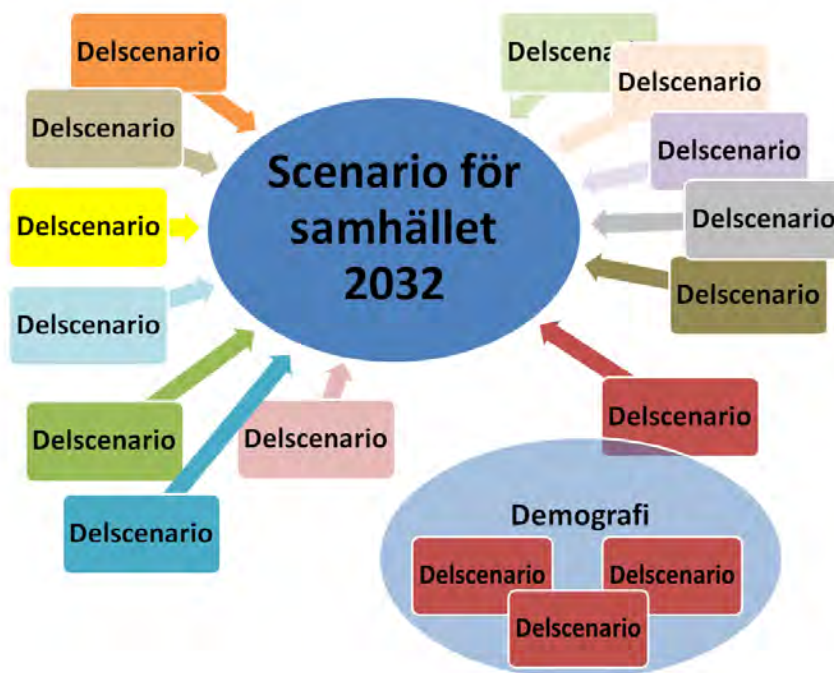 Delscenario
Delscenario
Delscenario
Delscenario
Scenario för
samhället
2032
Delscenario
Delscenario
Delscenario
Delscenario
Delscenario
Delscenario
Delscenario
Delscenario
Delscenario
Demografi
Delscenario
Delscenario
Delscenario